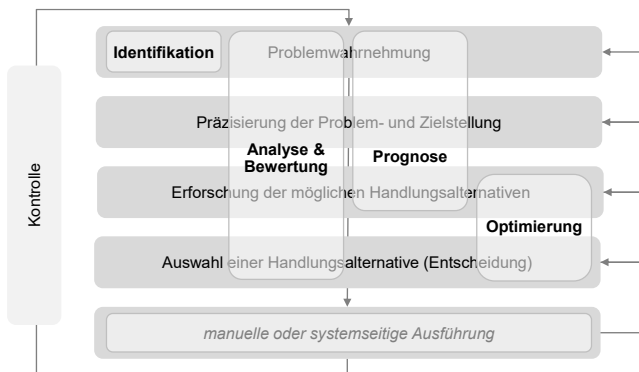 Identifikation
Problemwahrnehmung
Präzisierung der Problem- und Zielstellung
Analyse &
Bewertung
Prognose
Erforschung der möglichen Handlungsalternativen
Optimierung
Auswahl einer Handlungsalternative (Entscheidung)
manuelle oder systemseitige Ausführung
Kontrolle